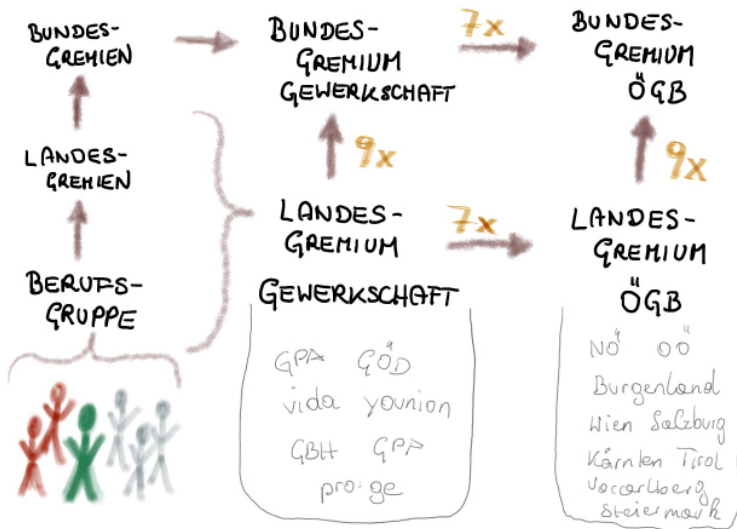 BUNDES-
GREMIEN
LANDES-
GREMIEN
BERUFS-
GRUPPE
BUNDES-
GREMIUM
GEWERKSCHAFT
9x
LANDES-
GREMIUM
GEWERKSCHAFT
GPA GÖD
vida younion
GBH GPA
pro·ge
7x
7x
BUNDES-
GREMIUM
ÖGB
9x
LANDES-
GREMIUM
ÖGB
NÖ OÖ
Burgenland
Wien Salzburg
Kärnten Tirol
Vorarlberg
Steiermark